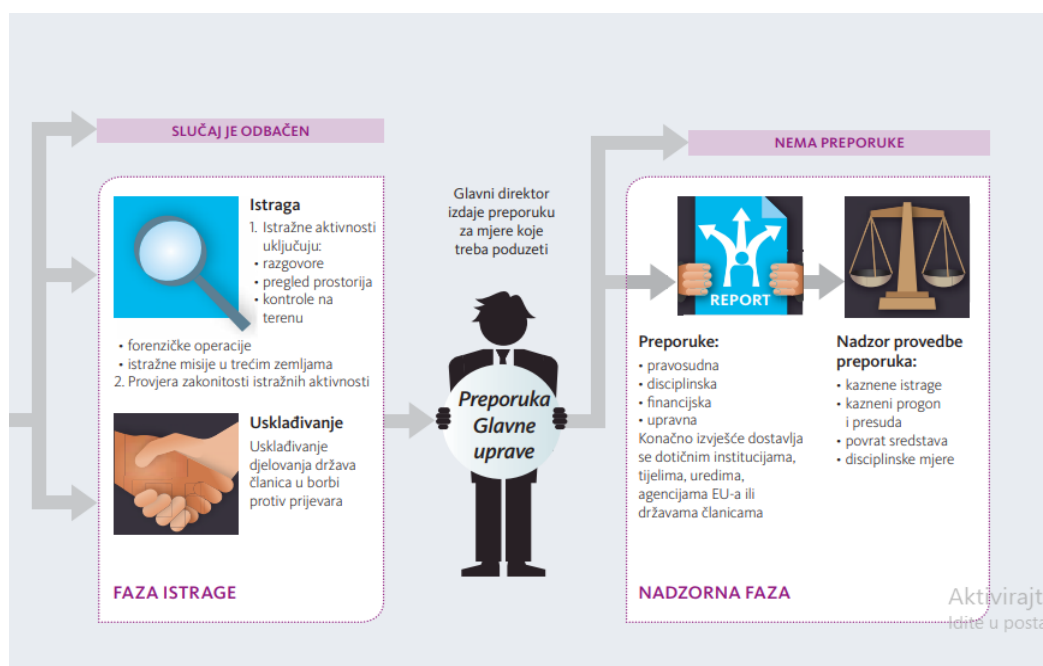 SLUČAJ JE ODBAČEN
Istraga
1. Istražne aktivnosti
uključuju:
• razgovore
• pregled prostorija
• kontrole na
terenu
• forenzičke operacije
• istražne misije u trećim zemljama
2. Provjera zakonitosti istražnih aktivnosti
Usklađivanje
Usklađivanje
djelovanja država
članica u borbi
protiv prijevara
FAZA ISTRAGE
Glavni direktor
izdaje preporuku
za mjere koje
treba poduzeti
Preporuka
Glavne
uprave
NEMA PREPORUKE
REPORT
Preporuke:
• pravosudna
• disciplinska
• financijska
• upravna
Konačno izvješće dostavlja
se dotičnim institucijama,
tijelima, uredima,
agencijama EU-a ili
državama članicama
Nadzor provedbe
preporuka:
• kaznene istrage
• kazneni progon
i presuda
• povrat sredstava
• disciplinske mjere
NADZORNA FAZA
Aktivirajt
Idite u posta